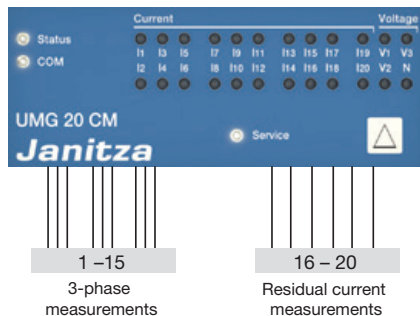 Current Voltage
Status
COM
I1 I3 I5 I7 I9 I11 I13 I15 I17 I19 V1 V3
I2 I4 I6 I8 I10 I12 I14 I16 I18 I20 V2 N
UMG 20 CM
Service
Janitza
1 –15
16 – 20
3-phase
measurements
Residual current
measurements